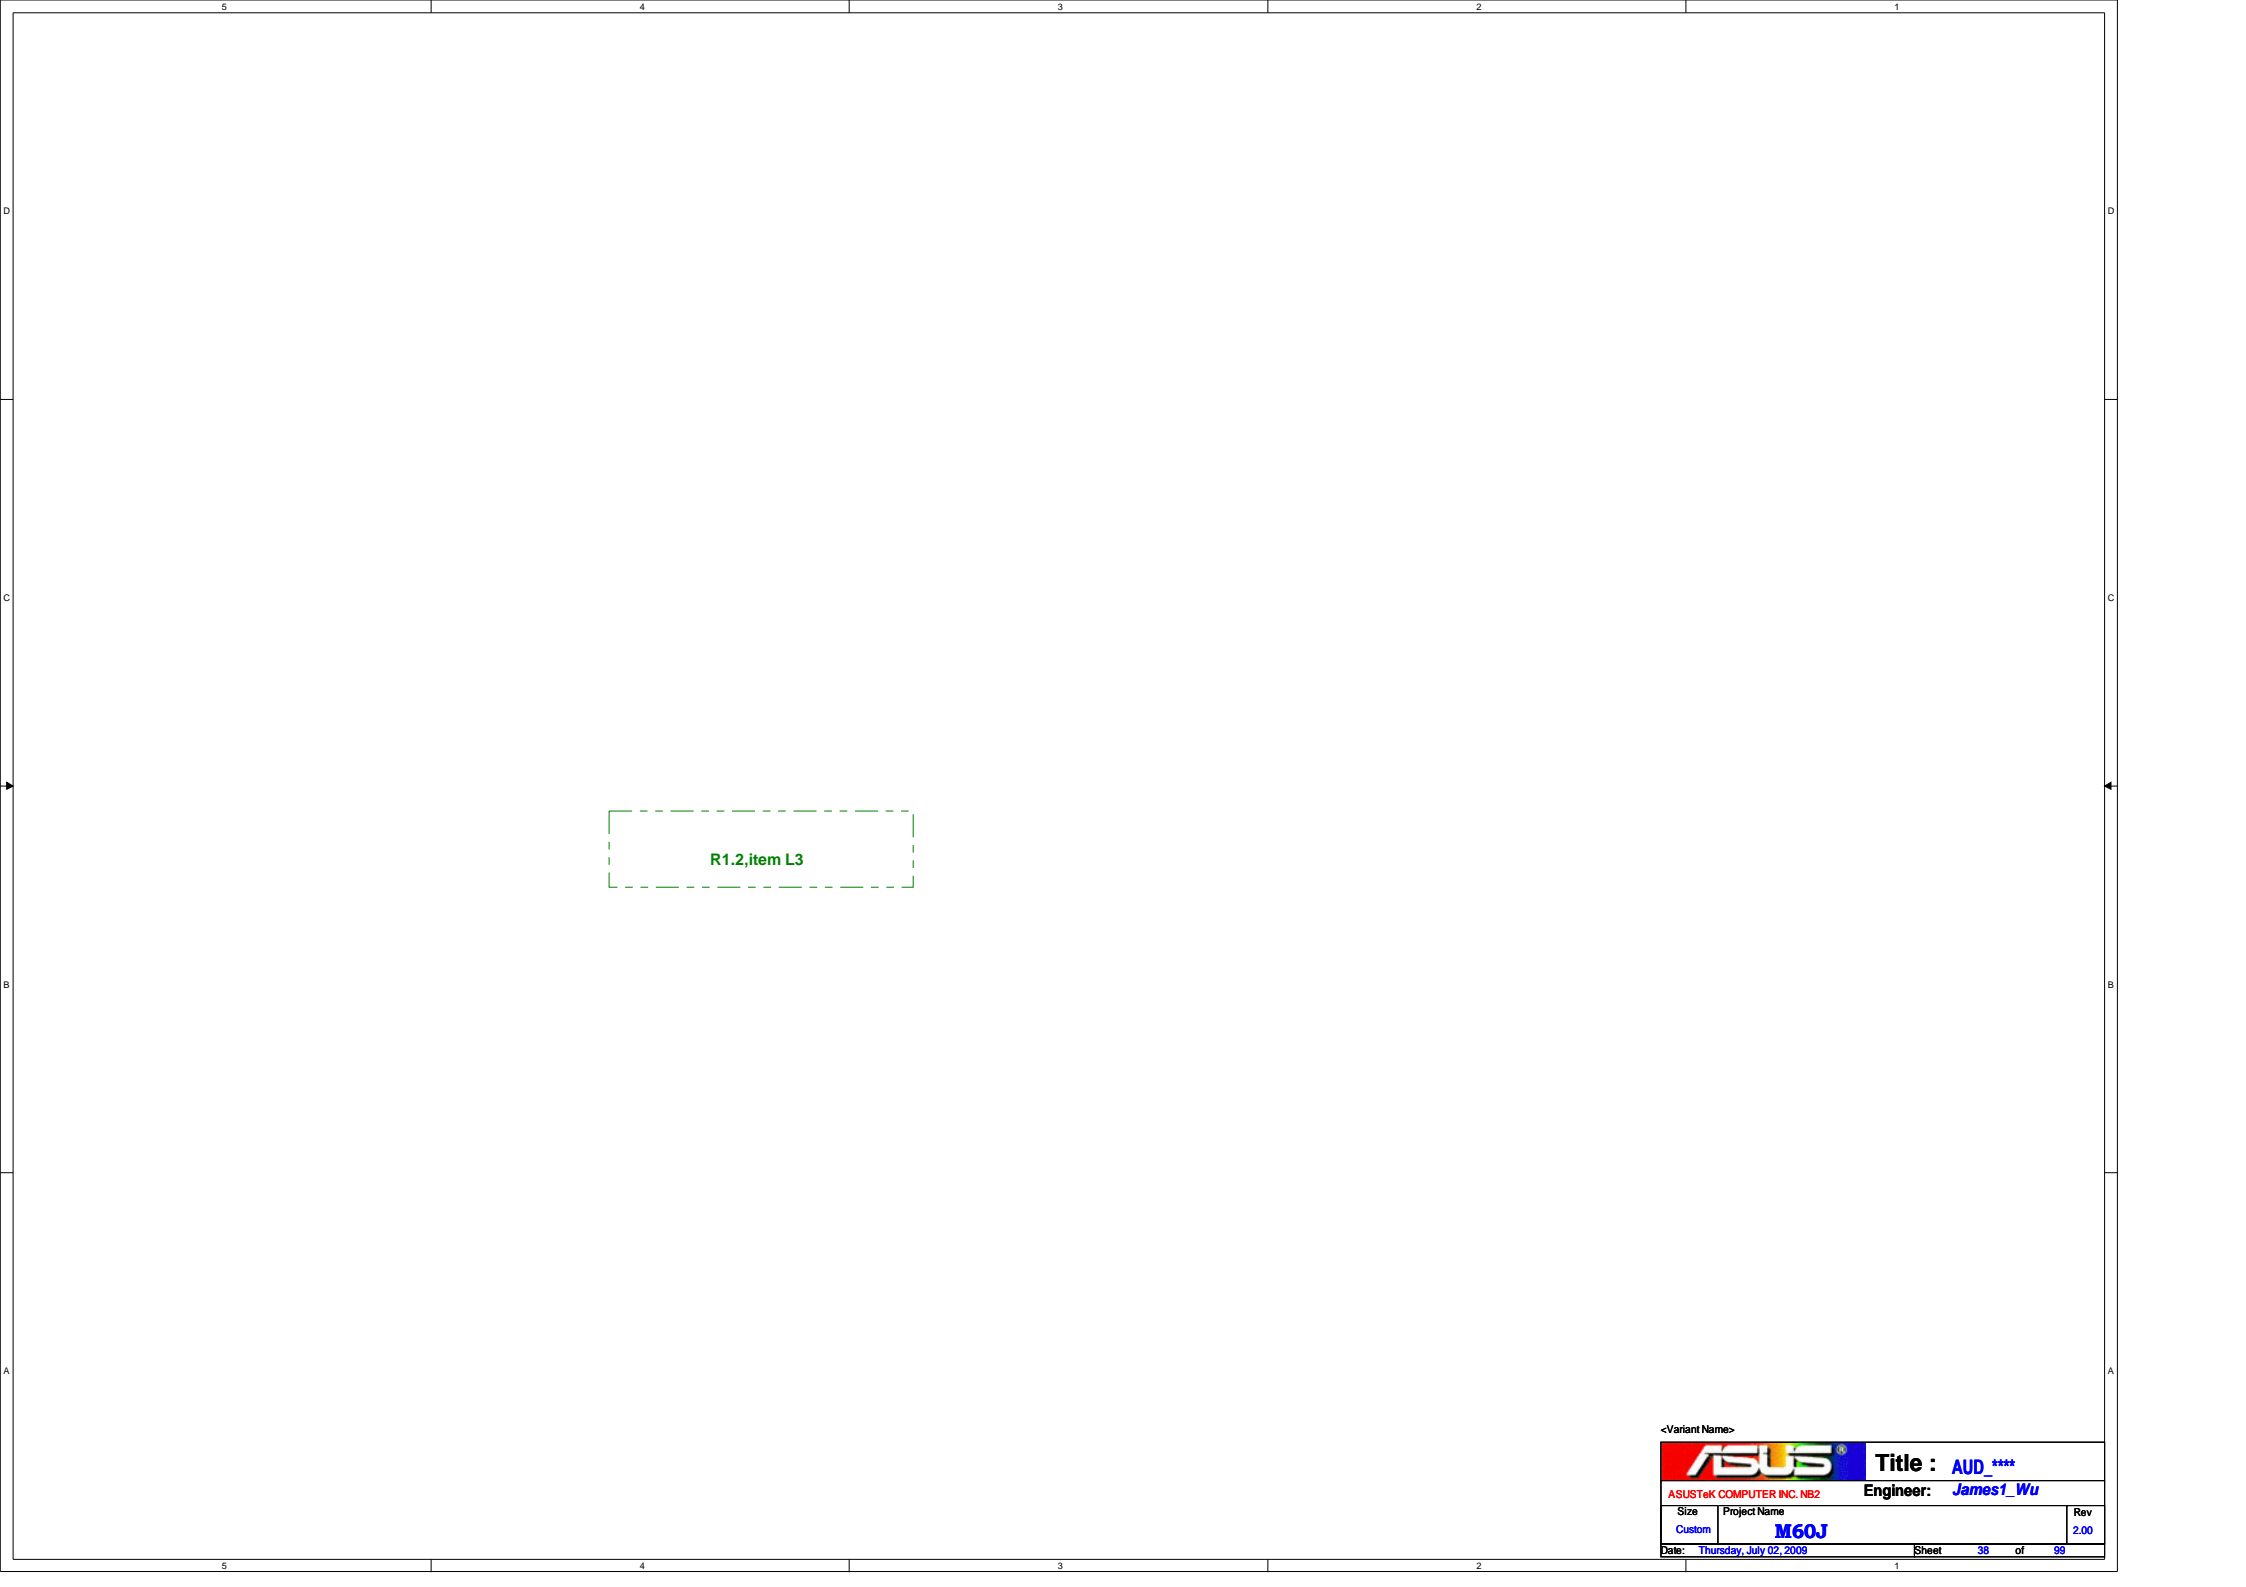 5 4 3 2 1
D D
C C
R1.2,item L3
B B
A A
<Variant Name>
ASUS®
Title : AUD_****
ASUSTeK COMPUTER INC. NB2
Engineer: James1_Wu
Size Project Name Rev
Custom M60J 2.00
Date: Thursday, July 02, 2009 Sheet 38 of 99
5 4 3 2 1